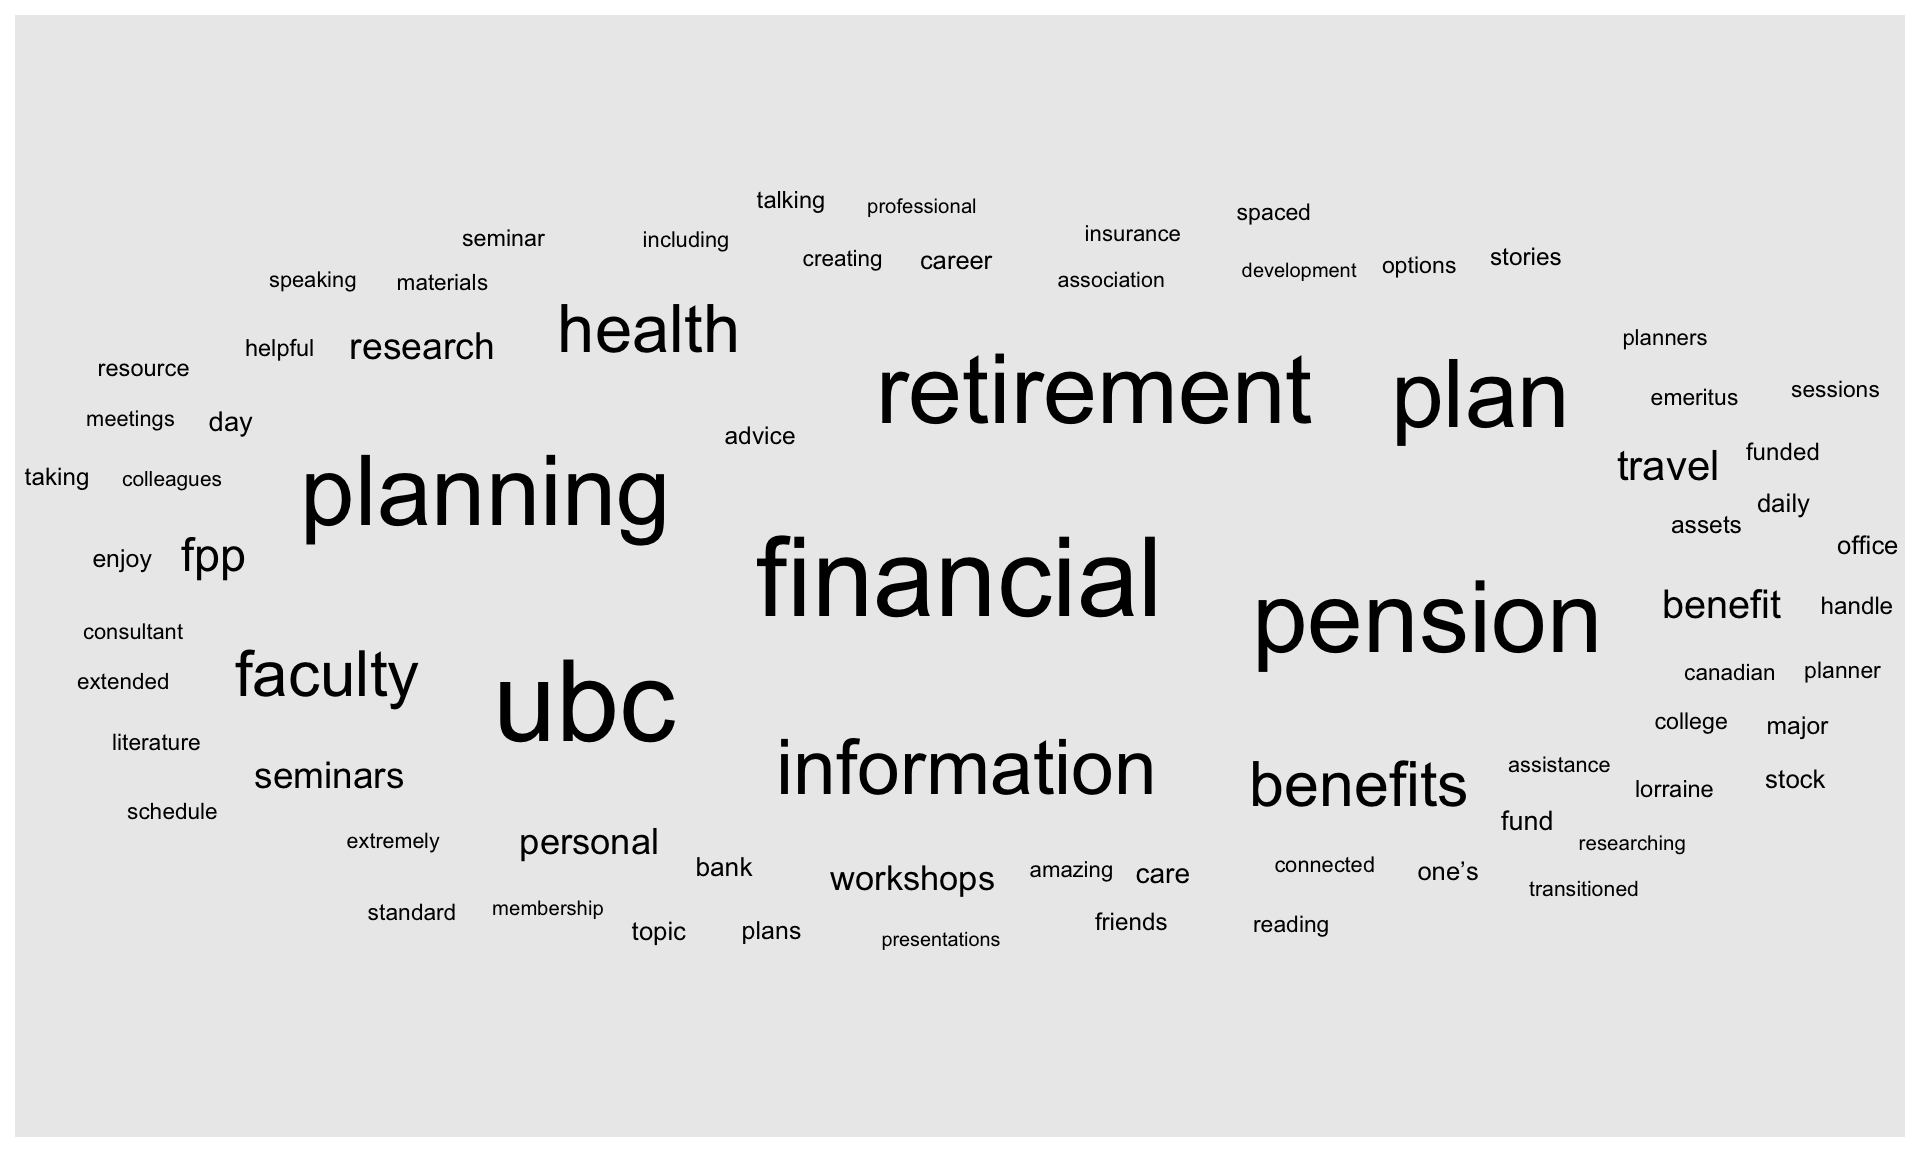 talking
professional
spaced
seminar
including
insurance
creating
career
stories
speaking
materials
association
development
options
health
helpful
research
planners
resource
retirement
plan
emeritus
sessions
meetings
day
advice
taking
colleagues
planning
travel
funded
daily
assets
enjoy
fpp
financial
office
consultant
pension
benefit
handle
extended
faculty
ubc
canadian
planner
literature
college
major
seminars
information
benefits
assistance
lorraine
stock
schedule
fund
extremely
personal
researching
bank
workshops
amazing
care
connected
one’s
transitioned
standard
membership
topic
plans
presentations
friends
reading